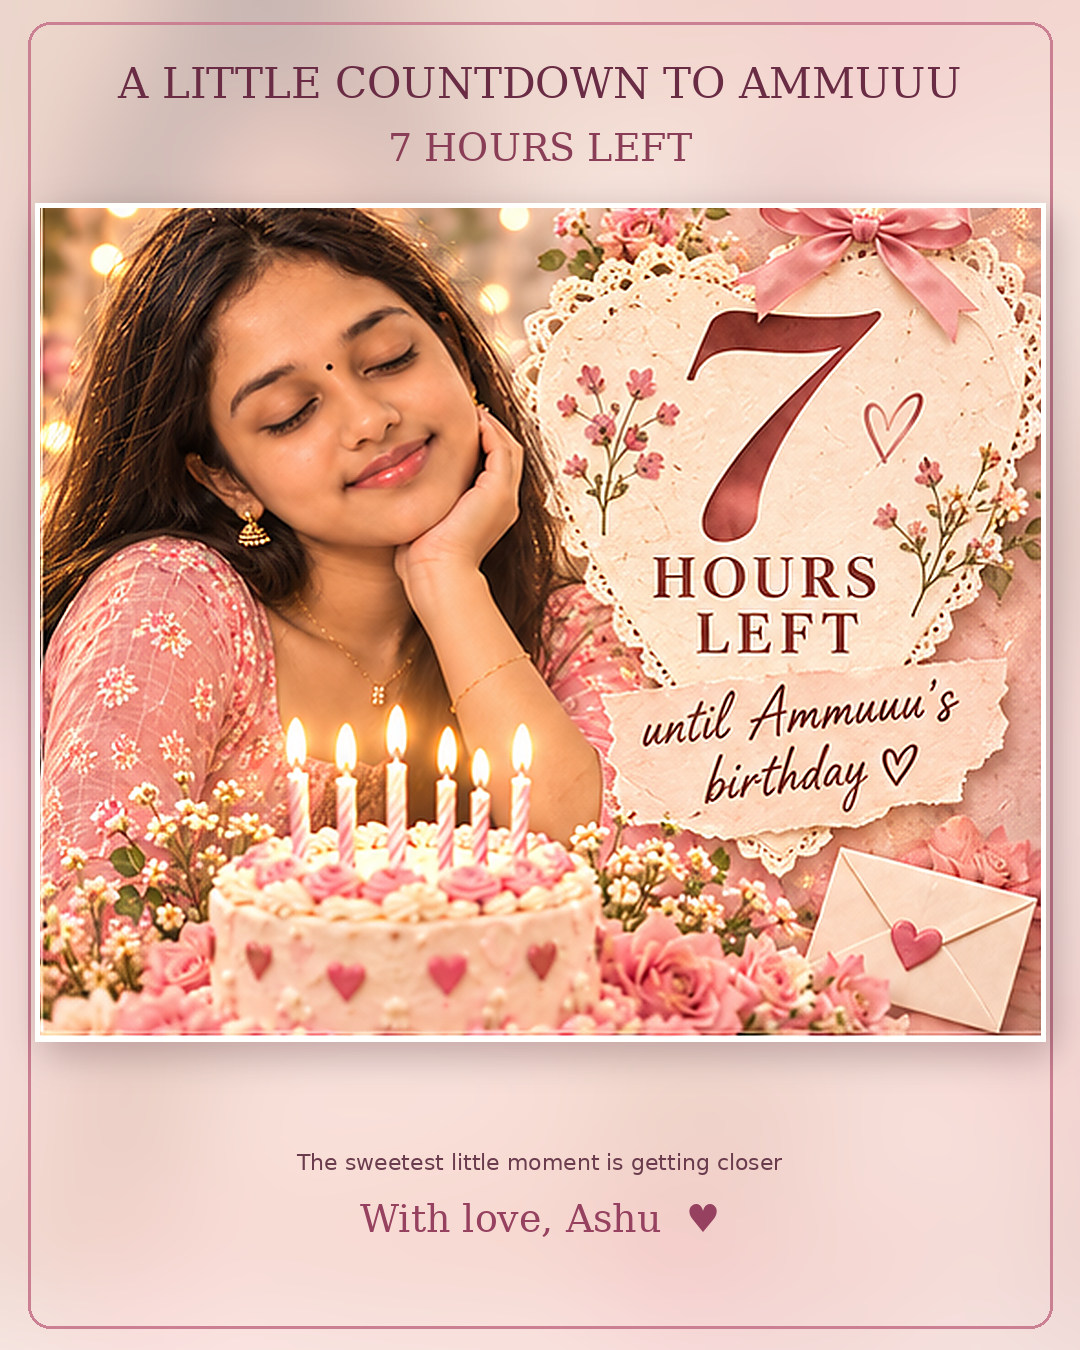 A LITTLE COUNTDOWN TO AMMUUU
7 HOURS LEFT
7
HOURS
LEFT
until Ammuuu's
birthday ♡
The sweetest little moment is getting closer
With love, Ashu ♥